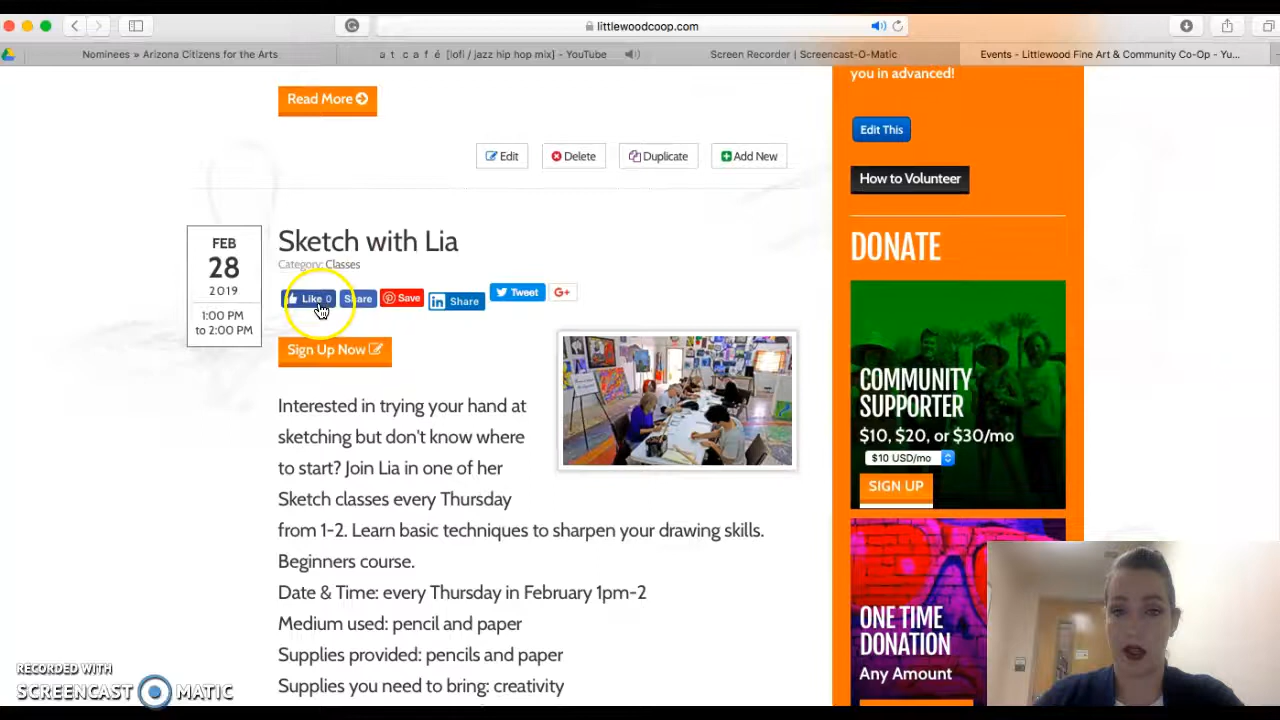 littlewoodcoop.com
Nominees » Arizona Citizens for the Arts
a t c a f é [lofi / jazz hip hop mix] - YouTube
Screen Recorder | Screencast-O-Matic
Events - Littlewood Fine Art & Community Co-Op - Yu...
you in advanced!
Read More
Edit This
Edit
Delete
Duplicate
Add New
How to Volunteer
FEB
28
2019
1:00 PM
to 2:00 PM
Sketch with Lia
Category: Classes
Like 0
Share
Save
in Share
Tweet
G+
Sign Up Now
Interested in trying your hand at
sketching but don't know where
to start? Join Lia in one of her
Sketch classes every Thursday
from 1-2. Learn basic techniques to sharpen your drawing skills.
Beginners course.
Date & Time: every Thursday in February 1pm-2
Medium used: pencil and paper
Supplies provided: pencils and paper
Supplies you need to bring: creativity
DONATE
COMMUNITY
SUPPORTER
$10, $20, or $30/mo
$10 USD/mo
SIGN UP
ONE TIME
DONATION
Any Amount
RECORDED WITH
SCREENCAST MATIC